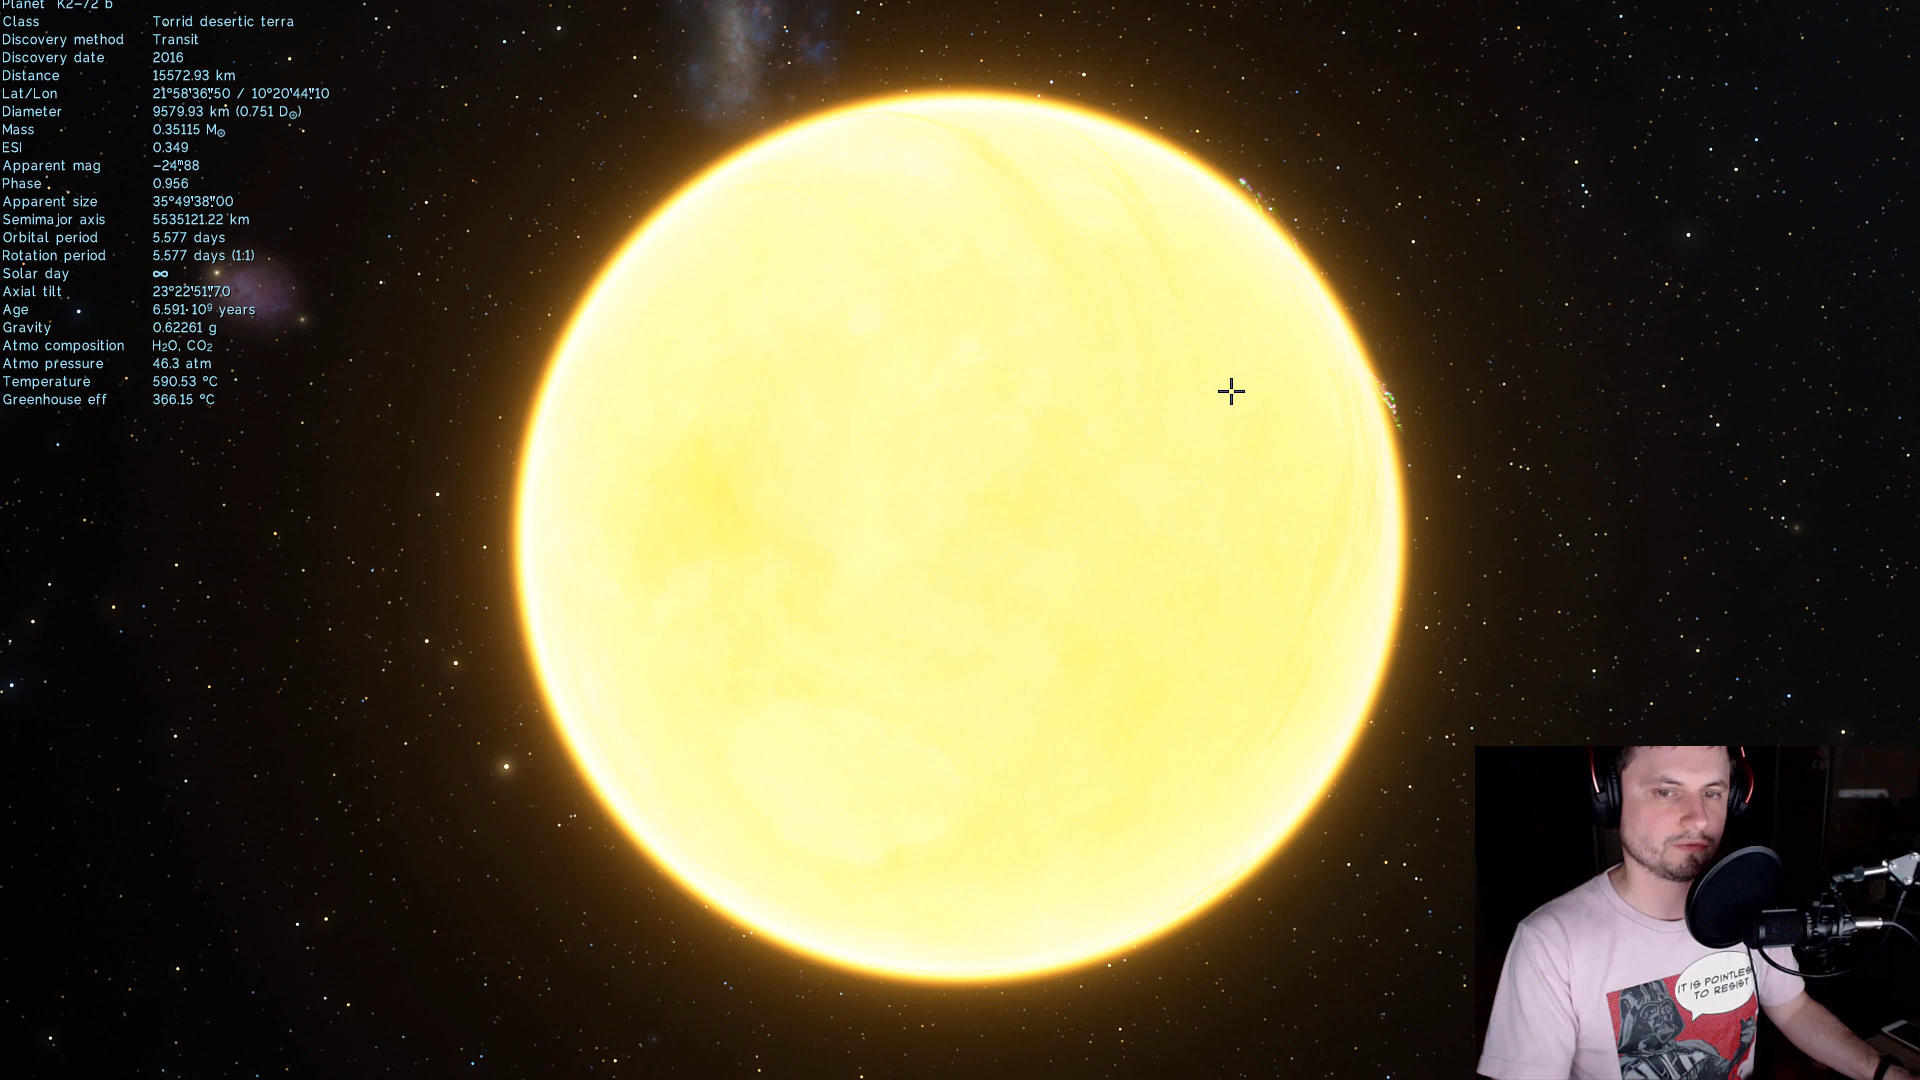 Planet K2-72 b
Class Torrid desertic terra
Discovery method Transit
Discovery date 2016
Distance 15572.93 km
Lat/Lon 21°58'36"50 / 10°20'44"10
Diameter 9579.93 km (0.751 D⊕)
Mass 0.35115 M⊕
ESI 0.349
Apparent mag −24ᵐ88
Phase 0.956
Apparent size 35°49'38"00
Semimajor axis 5535121.22 km
Orbital period 5.577 days
Rotation period 5.577 days (1:1)
Solar day ∞
Axial tilt 23°22'51"70
Age 6.591·10⁹ years
Gravity 0.62261 g
Atmo composition H₂O, CO₂
Atmo pressure 46.3 atm
Temperature 590.53 °C
Greenhouse eff 366.15 °C
IT IS POINTLESS
TO RESIST